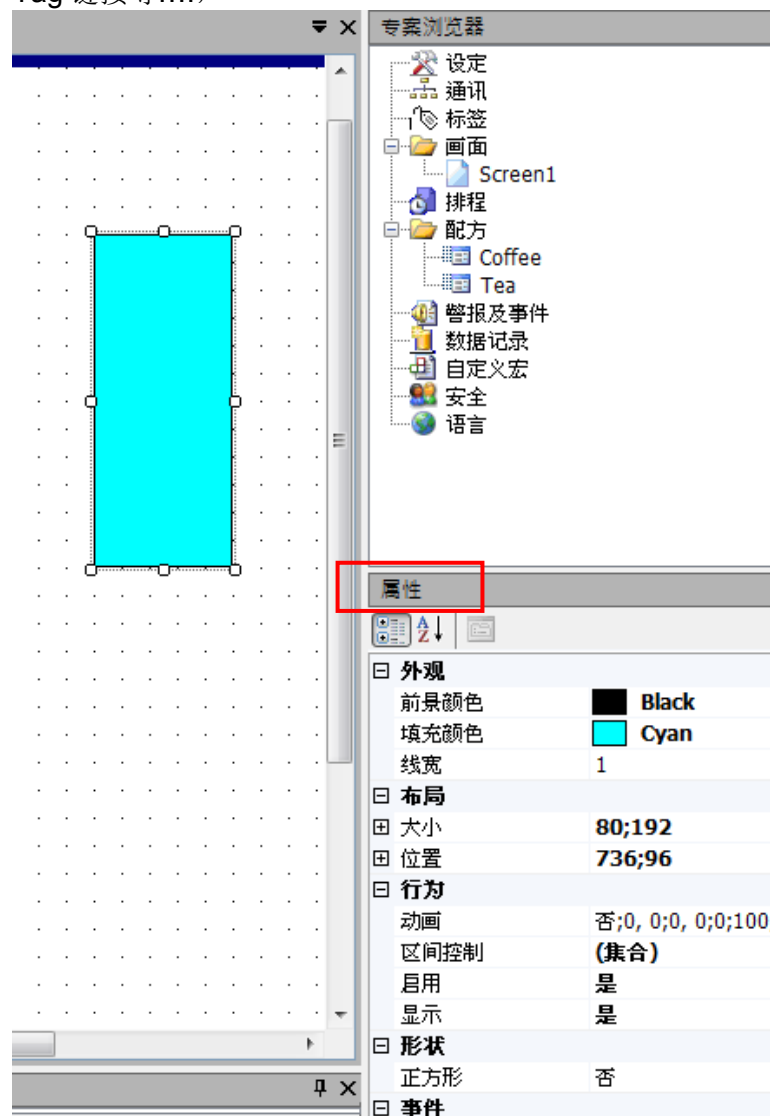 专案浏览器
设定
通讯
标签
画面
Screen1
排程
配方
Coffee
Tea
警报及事件
数据记录
自定义宏
安全
语言
属性
外观
前景颜色 Black
填充颜色 Cyan
线宽 1
布局
大小 80;192
位置 736;96
行为
动画 否;0, 0;0, 0;0;100
区间控制 (集合)
启用 是
显示 是
形状
正方形 否
事件